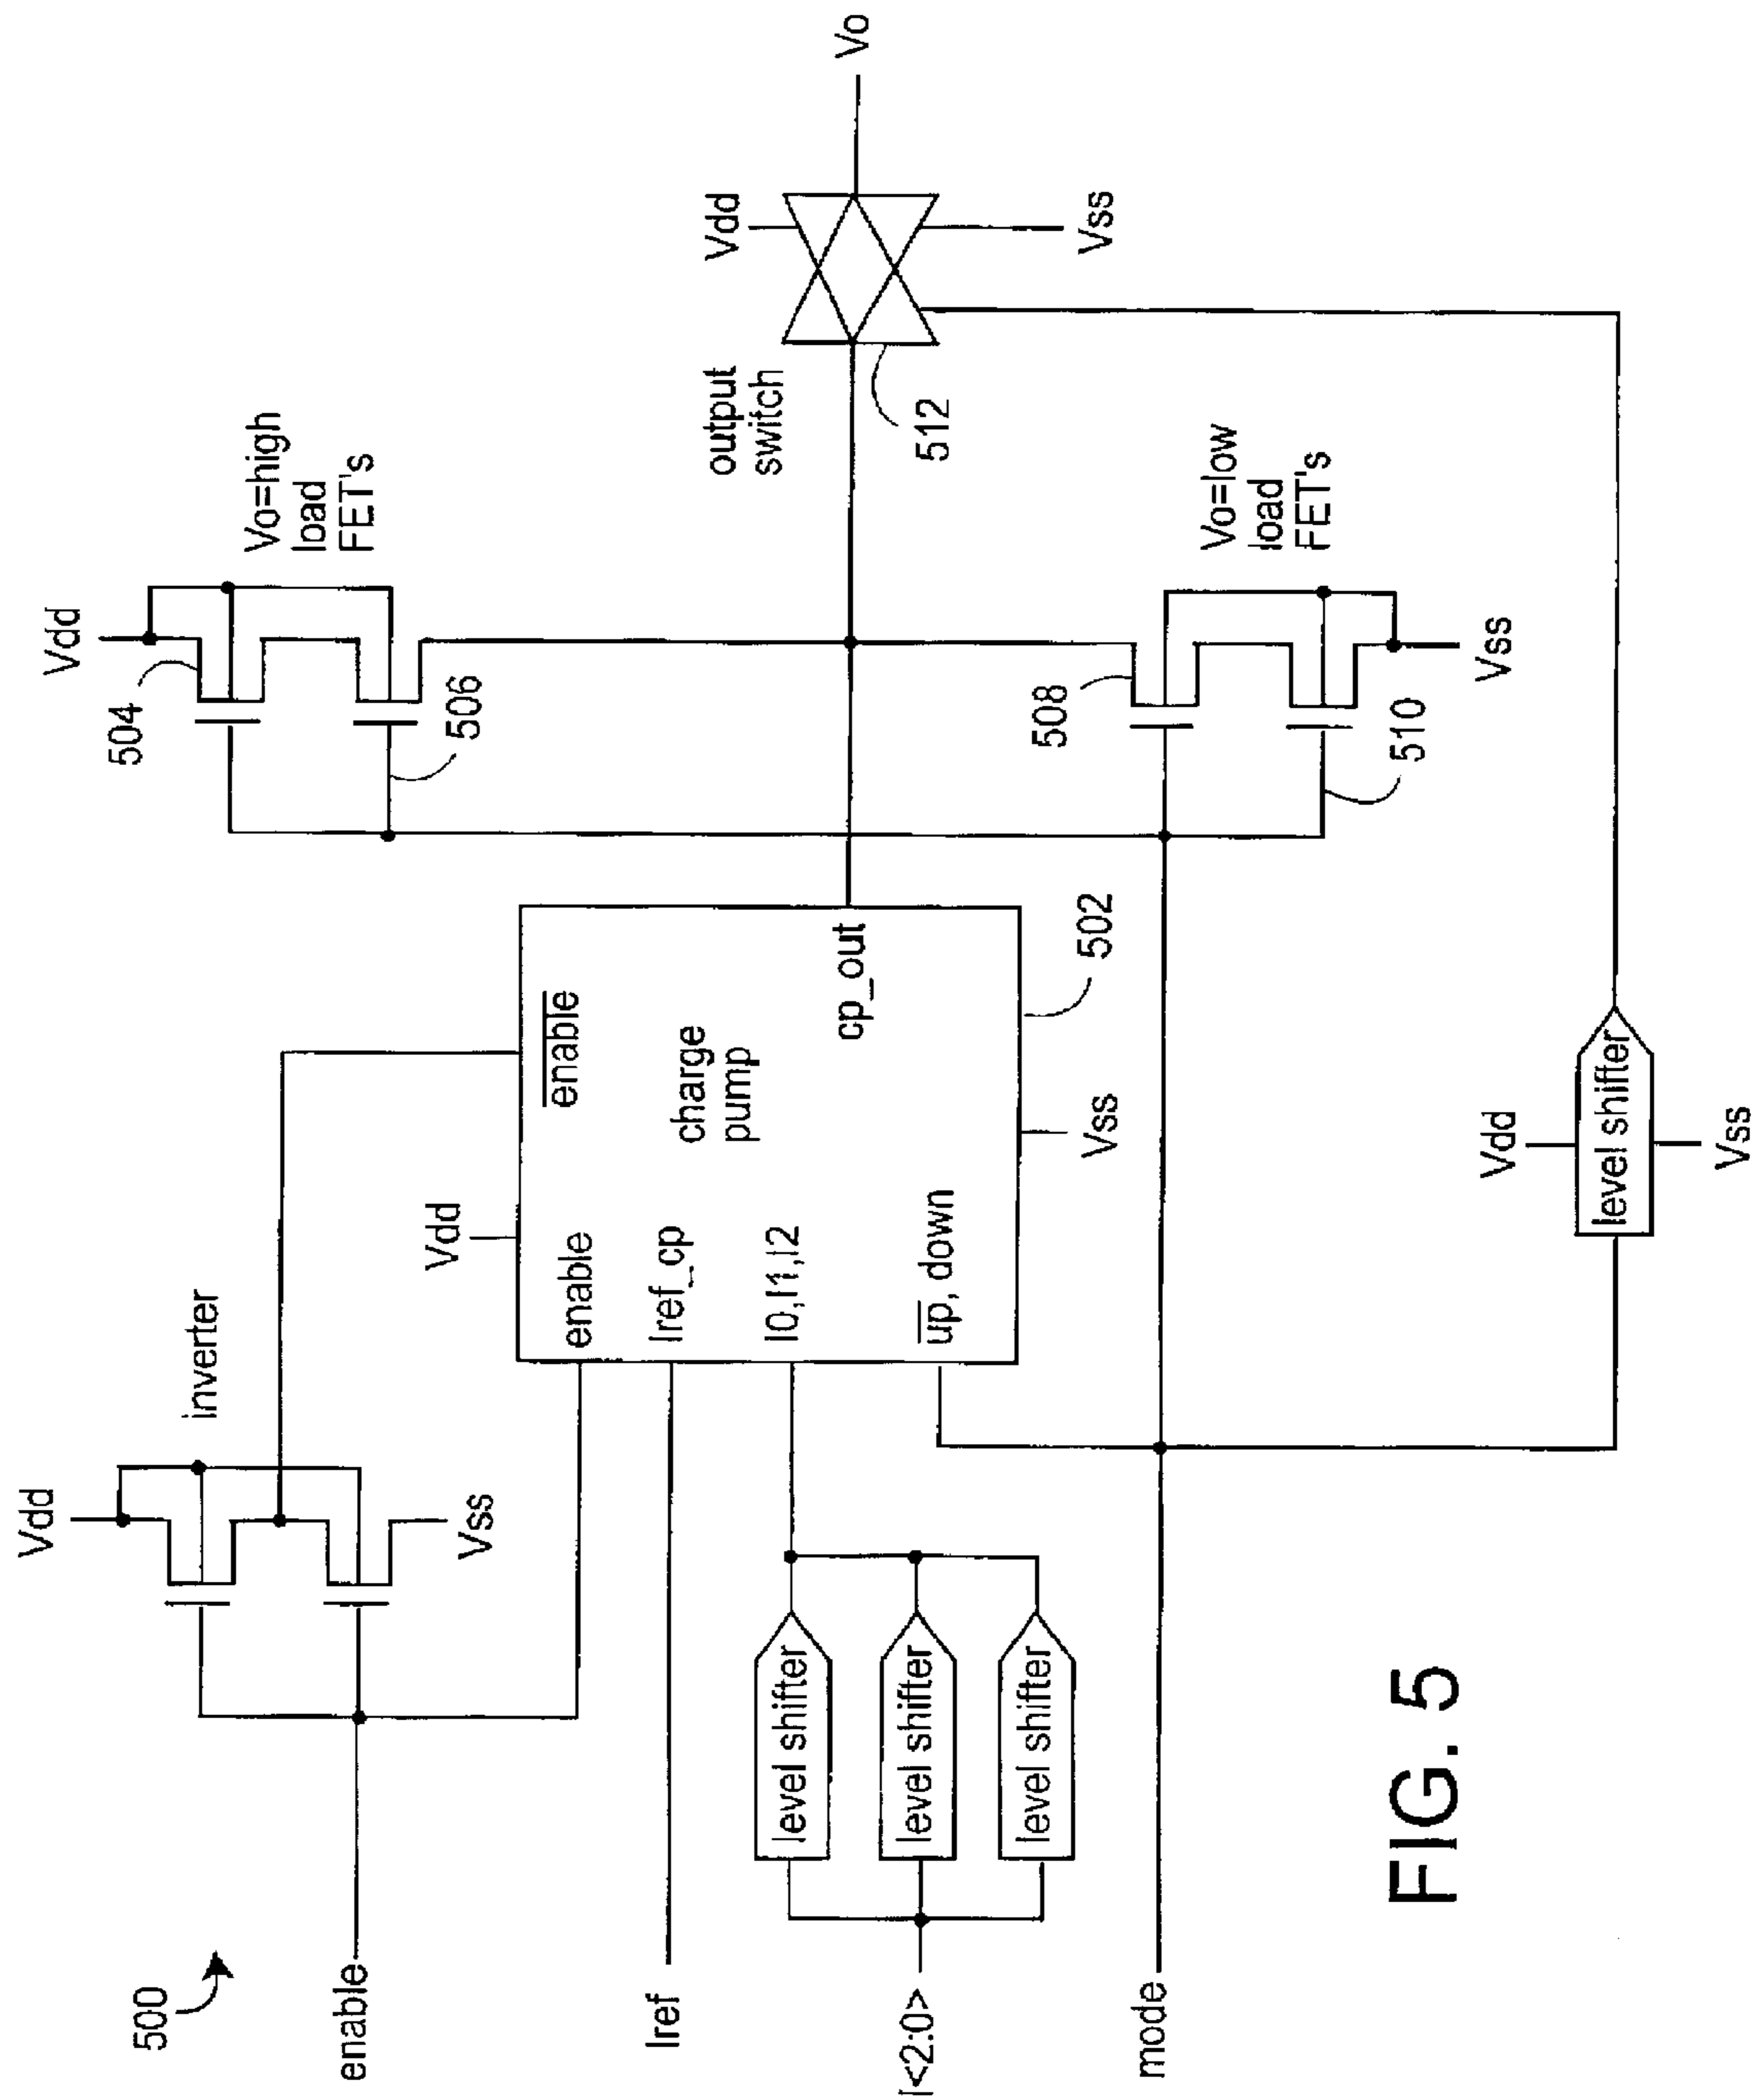 500
enable
Iref
I<2:0>
mode
Vdd
inverter
Vss
level shifter
level shifter
level shifter
Vdd
enable
enable
Iref_cp
charge
pump
I0,I1,I2
up, down
cp_out
Vss
502
Vdd
504
506
Vo=high
load
FET's
508
510
Vo=low
load
FET's
Vss
output
switch
512
Vdd
Vss
Vo
Vdd
level shifter
Vss
FIG. 5